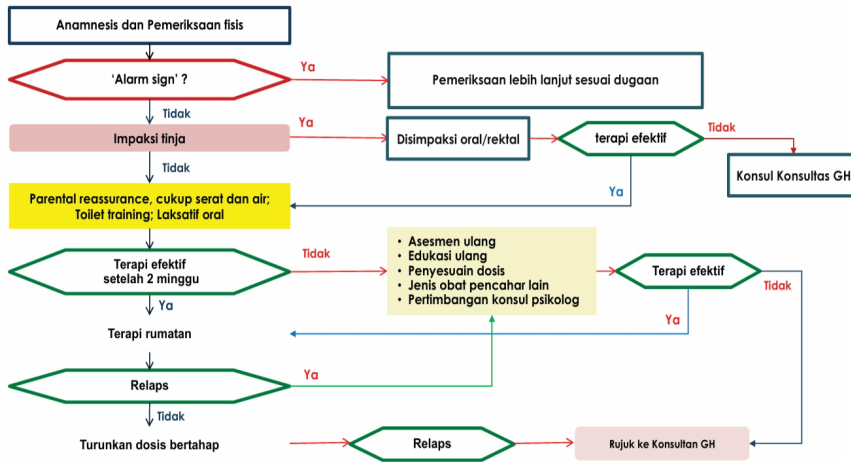 Anamnesis dan Pemeriksaan fisis
'Alarm sign' ?
Ya
Pemeriksaan lebih lanjut sesuai dugaan
Tidak
Impaksi tinja
Ya
Disimpaksi oral/rektal
terapi efektif
Tidak
Konsul Konsultas GH
Tidak
Ya
Parental reassurance, cukup serat dan air;
Toilet training; Laksatif oral
Terapi efektif
setelah 2 minggu
Tidak
• Asesmen ulang
• Edukasi ulang
• Penyesuain dosis
• Jenis obat pencahar lain
• Pertimbangan konsul psikolog
Terapi efektif
Tidak
Ya
Ya
Terapi rumatan
Relaps
Ya
Tidak
Turunkan dosis bertahap
Relaps
Rujuk ke Konsultan GH